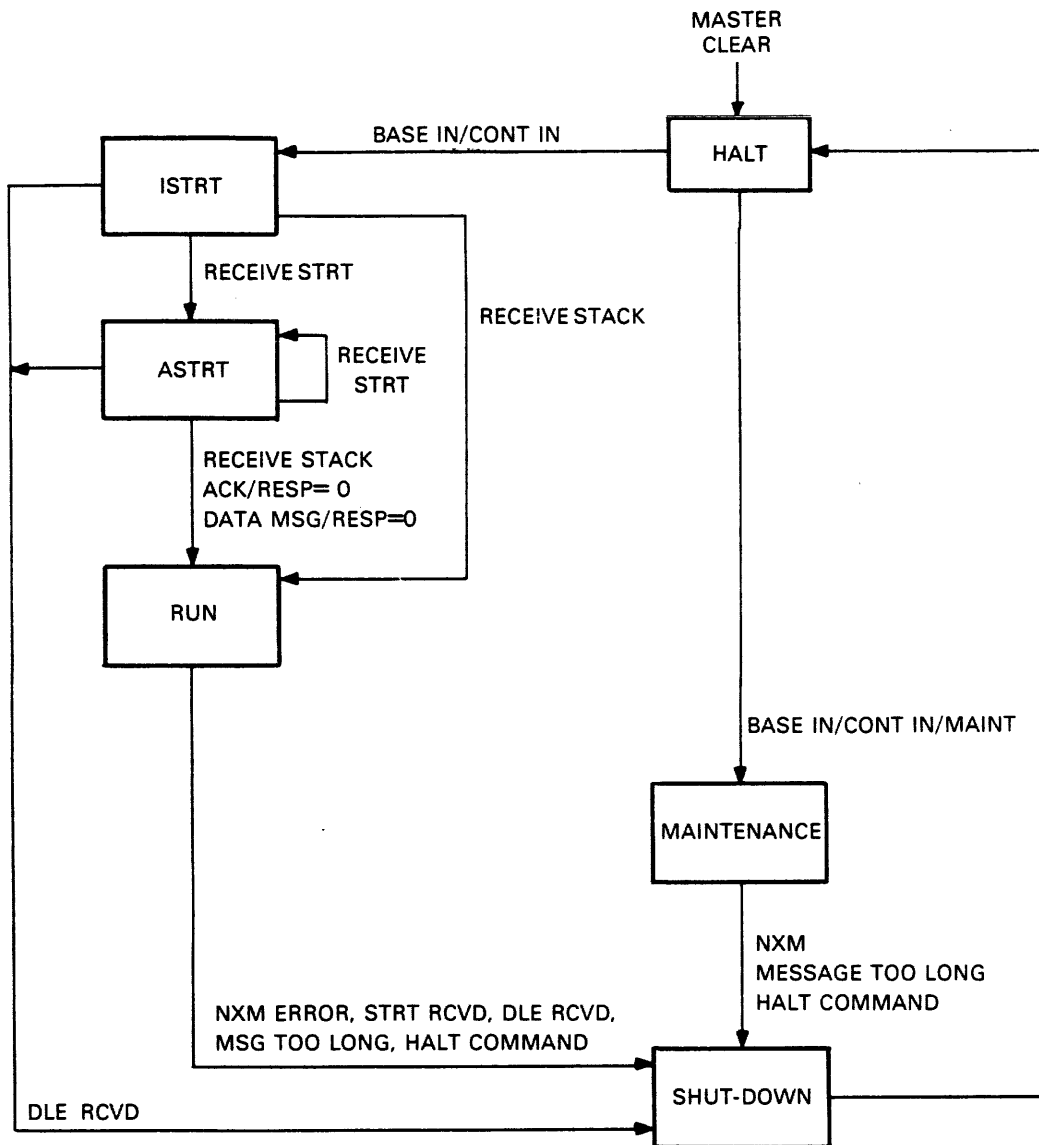 MASTER
CLEAR
BASE IN/CONT IN
HALT
ISTRT
RECEIVE STRT
RECEIVE STACK
ASTRT
RECEIVE
STRT
RECEIVE STACK
ACK/RESP= 0
DATA MSG/RESP=0
RUN
BASE IN/CONT IN/MAINT
MAINTENANCE
NXM
MESSAGE TOO LONG
HALT COMMAND
NXM ERROR, STRT RCVD, DLE RCVD,
MSG TOO LONG, HALT COMMAND
SHUT-DOWN
DLE RCVD